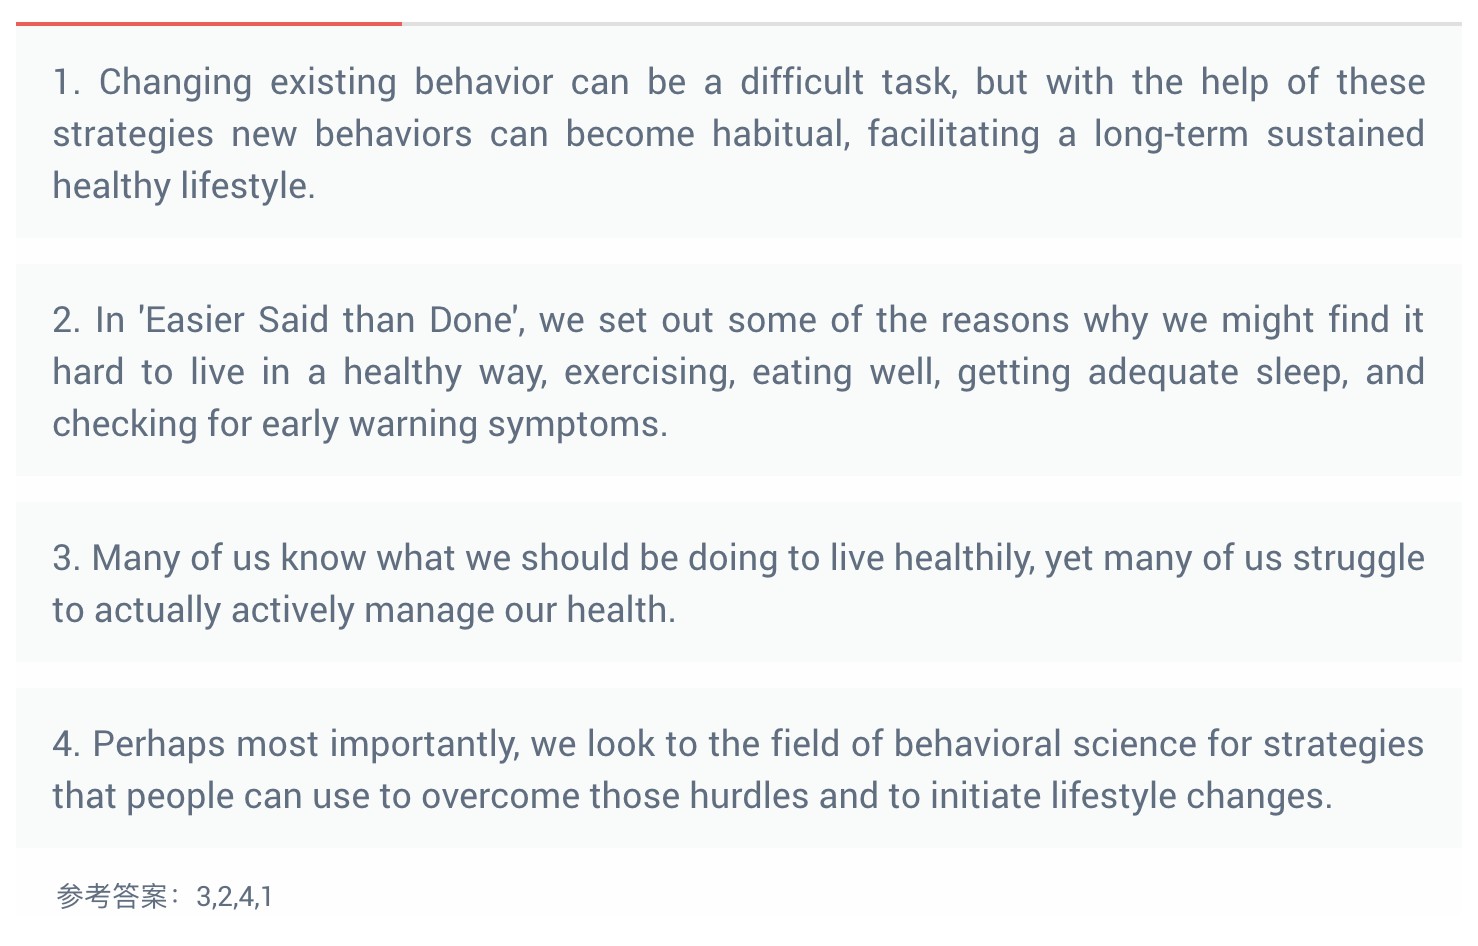 1. Changing existing behavior can be a difficult task, but with the help of these
strategies new behaviors can become habitual, facilitating a long-term sustained
healthy lifestyle.
2. In 'Easier Said than Done', we set out some of the reasons why we might find it
hard to live in a healthy way, exercising, eating well, getting adequate sleep, and
checking for early warning symptoms.
3. Many of us know what we should be doing to live healthily, yet many of us struggle
to actually actively manage our health.
4. Perhaps most importantly, we look to the field of behavioral science for strategies
that people can use to overcome those hurdles and to initiate lifestyle changes.
参考答案：3,2,4,1